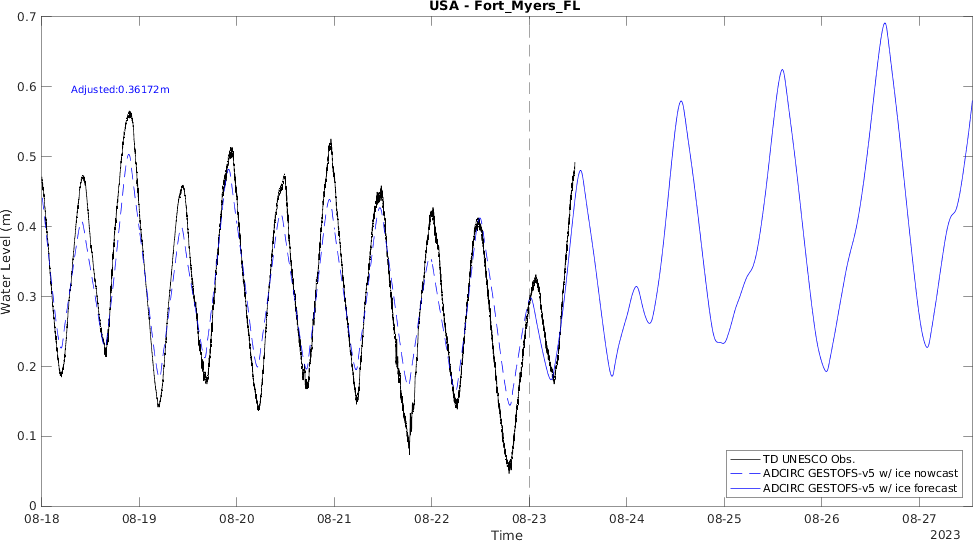 USA - Fort_Myers_FL
0.7
0.6
0.5
0.4
0.3
0.2
0.1
0
Water Level (m)
Adjusted:0.36172m
TD UNESCO Obs.
ADCIRC GESTOFS-v5 w/ ice nowcast
ADCIRC GESTOFS-v5 w/ ice forecast
08-18 08-19 08-20 08-21 08-22 08-23 08-24 08-25 08-26 08-27
Time
2023